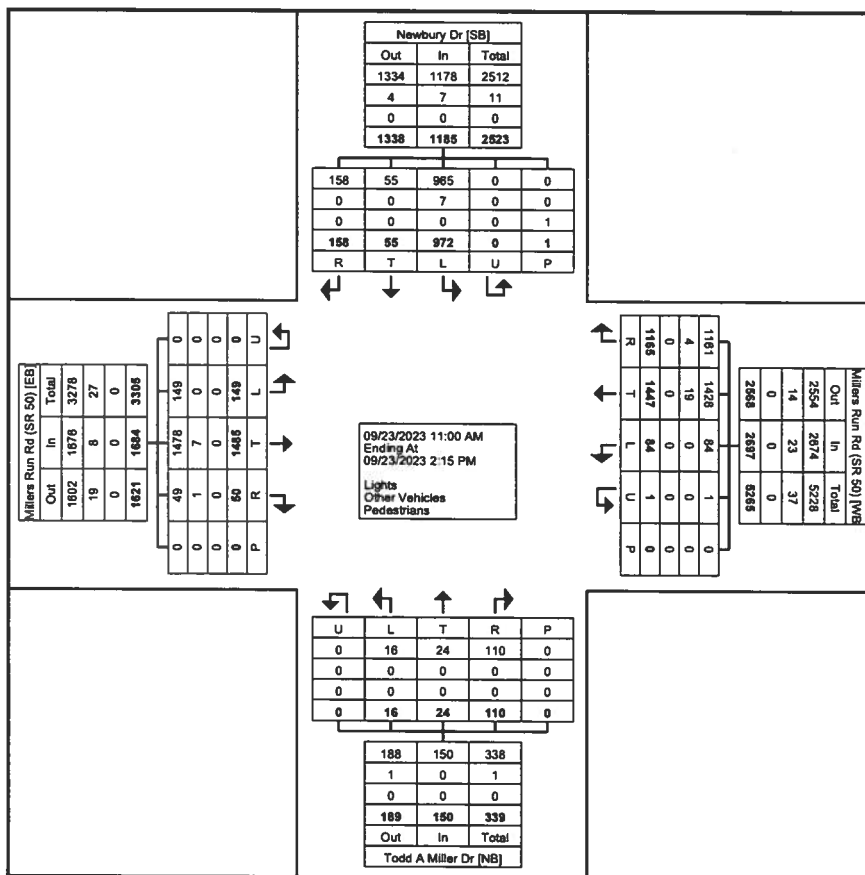 Newbury Dr [SB]
Out In Total
1334 1178 2512
4 7 11
0 0 0
1338 1185 2523
158 55 965 0 0
0 0 7 0 0
0 0 0 0 1
158 55 972 0 1
R T L U P
Millers Run Rd (SR 50) [EB]
Total In Out
3278 1678 1602
27 8 19
0 0 0
3305 1684 1621
0 149 1478 49 0
0 0 7 1 0
0 0 0 0 0
0 149 1485 50 0
U L T R P
09/23/2023 11:00 AM
Ending At
09/23/2023 2:15 PM
Lights
Other Vehicles
Pedestrians
Millers Run Rd (SR 50) [WB]
Out In Total
2554 2674 5228
14 23 37
0 0 0
2568 2697 5265
1161 1428 84 1 0
4 19 0 0 0
0 0 0 0 0
1165 1447 84 1 0
R T L U P
U L T R P
0 16 24 110 0
0 0 0 0 0
0 0 0 0 0
0 16 24 110 0
188 150 338
1 0 1
0 0 0
189 150 339
Out In Total
Todd A Miller Dr [NB]